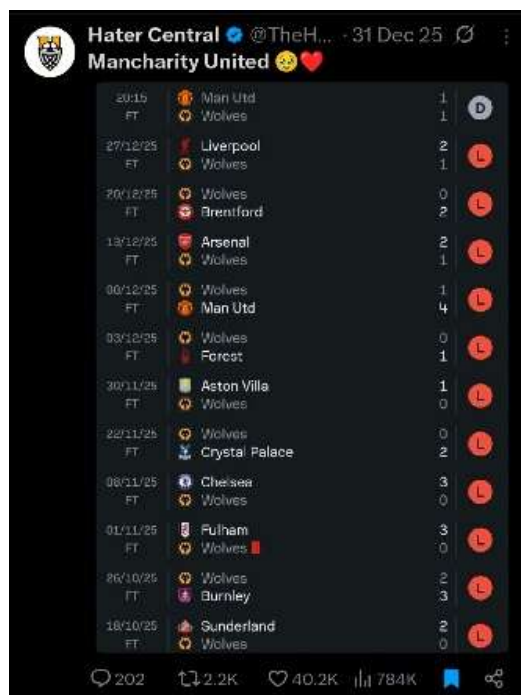 Hater Central @TheH... · 31 Dec 25
Mancharity United 🥹❤️
20:15 Man Utd 1 D
FT Wolves 1
27/12/25 Liverpool 2 L
FT Wolves 1
20/12/25 Wolves 0 L
FT Brentford 2
13/12/25 Arsenal 2 L
FT Wolves 1
08/12/25 Wolves 1 L
FT Man Utd 4
03/12/25 Wolves 0 L
FT Forest 1
30/11/25 Aston Villa 1 L
FT Wolves 0
22/11/25 Wolves 0 L
FT Crystal Palace 2
08/11/25 Chelsea 3 L
FT Wolves 0
01/11/25 Fulham 3 L
FT Wolves 0
26/10/25 Wolves 2 L
FT Burnley 3
18/10/25 Sunderland 2 L
FT Wolves 0
202 2.2K 40.2K 784K